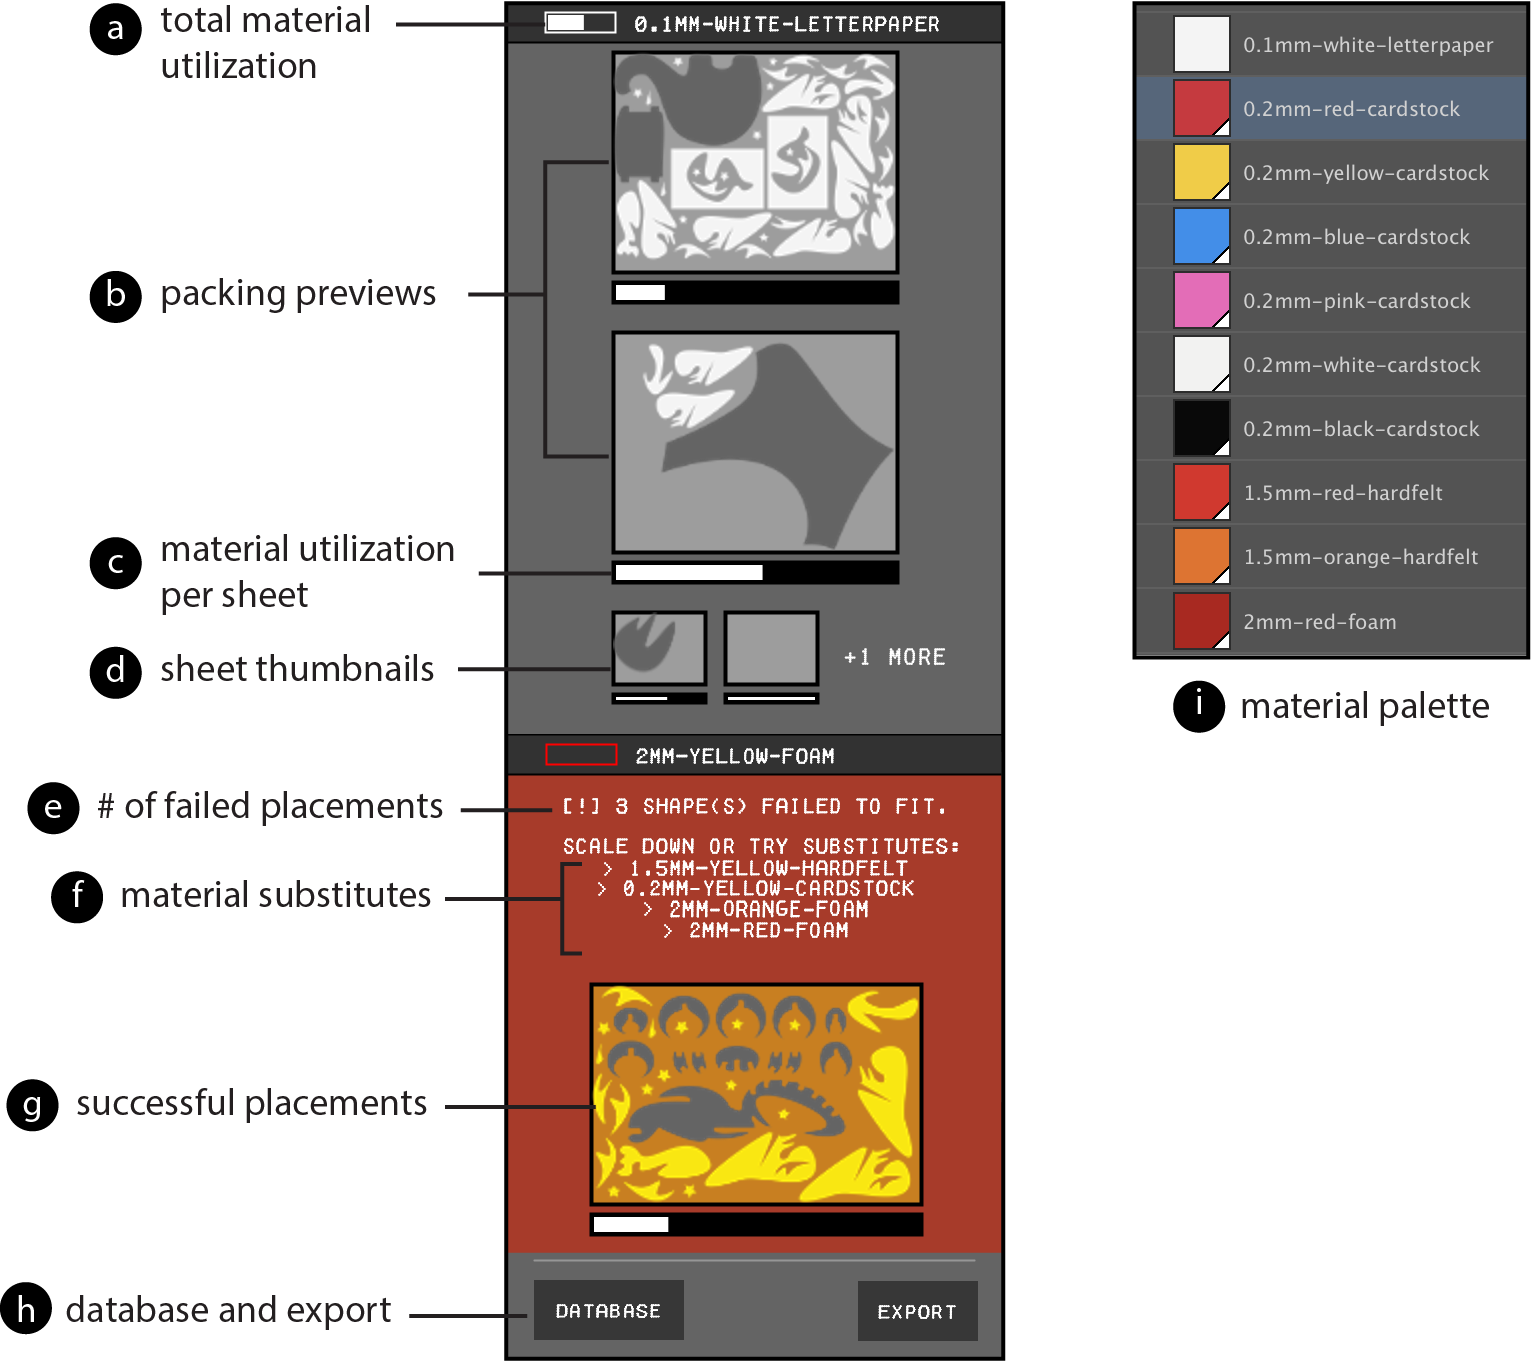 a total material
utilization
0.1MM-WHITE-LETTERPAPER
b packing previews
c material utilization
per sheet
d sheet thumbnails
+1 MORE
2MM-YELLOW-FOAM
e # of failed placements
[!] 3 SHAPE(S) FAILED TO FIT.
SCALE DOWN OR TRY SUBSTITUTES:
f material substitutes
> 1.5MM-YELLOW-HARDFELT
> 0.2MM-YELLOW-CARDSTOCK
> 2MM-ORANGE-FOAM
> 2MM-RED-FOAM
g successful placements
h database and export
DATABASE
EXPORT
0.1mm-white-letterpaper
0.2mm-red-cardstock
0.2mm-yellow-cardstock
0.2mm-blue-cardstock
0.2mm-pink-cardstock
0.2mm-white-cardstock
0.2mm-black-cardstock
1.5mm-red-hardfelt
1.5mm-orange-hardfelt
2mm-red-foam
i material palette